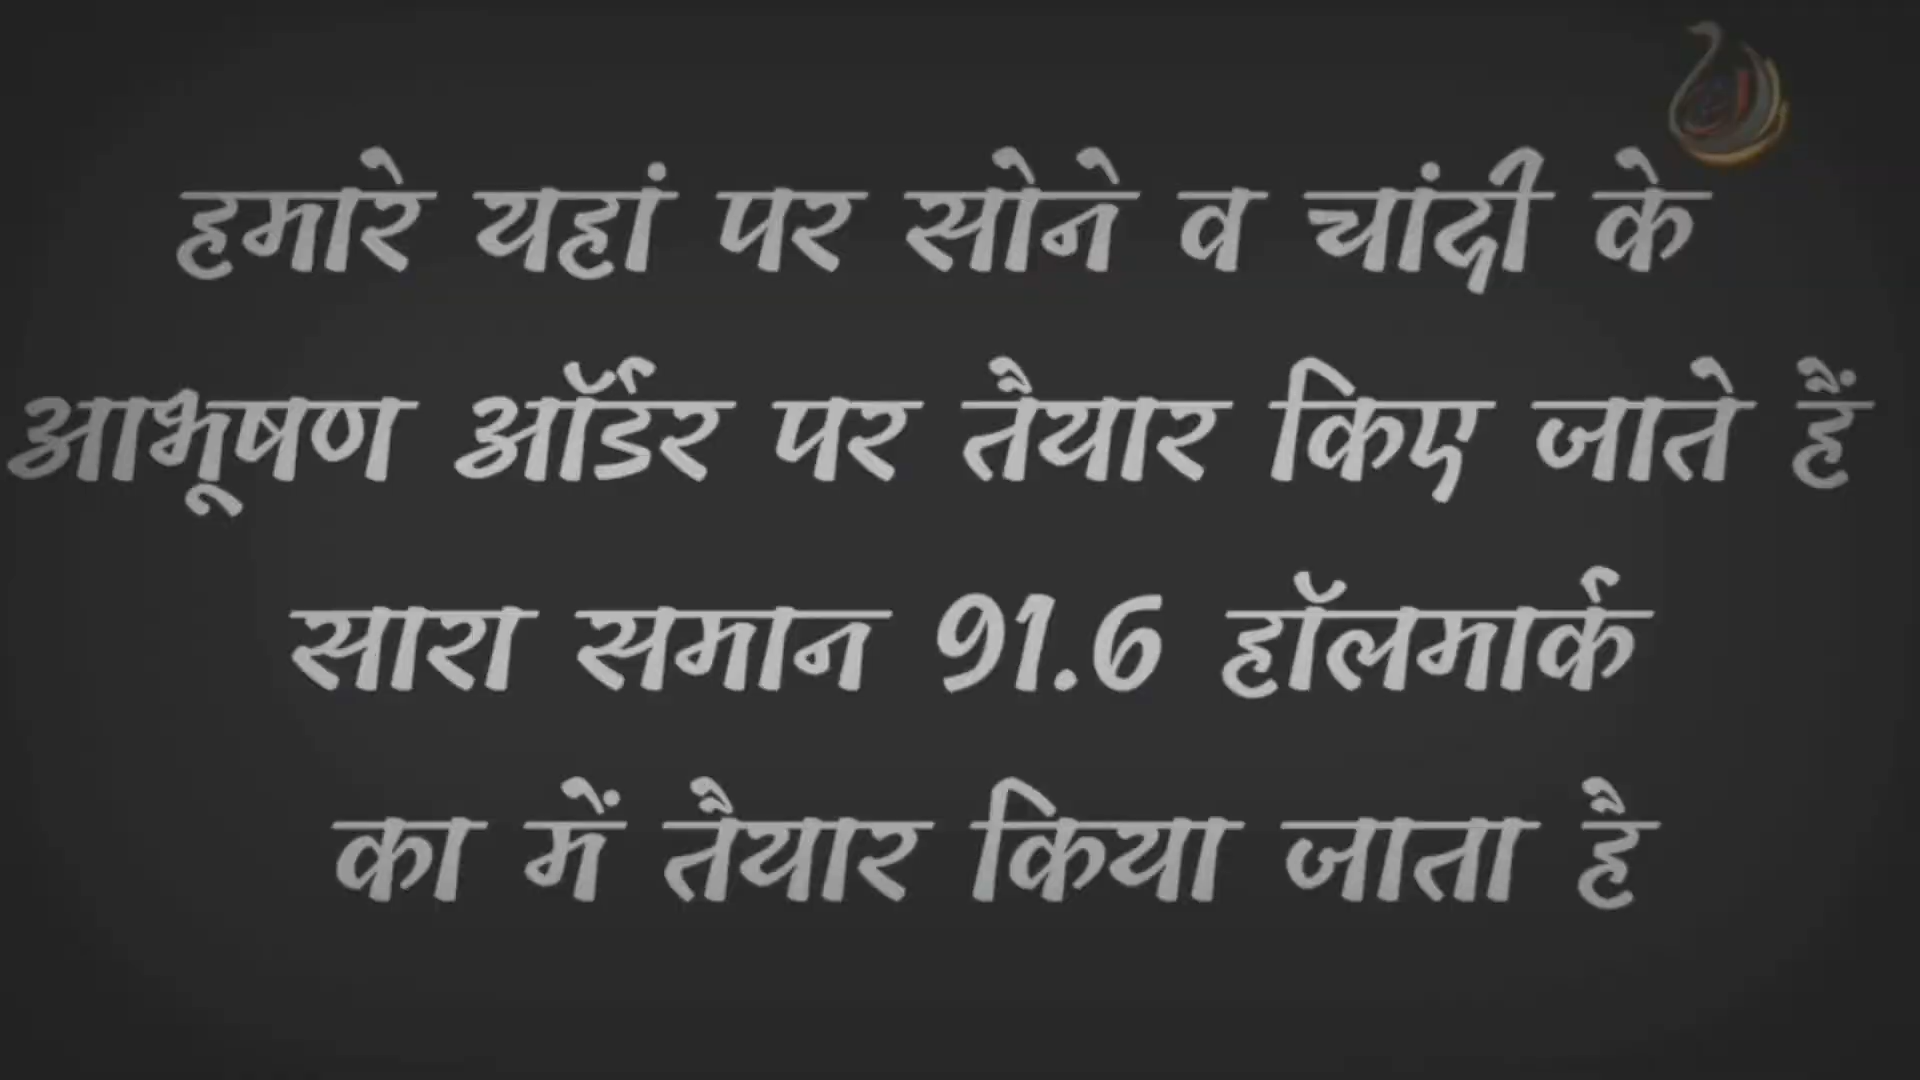 हमारे यहां पर सोने व चांदी के
आभूषण ऑर्डर पर तैयार किए जाते हैं
सारा समान 91.6 हॉलमार्क
का में तैयार किया जाता है